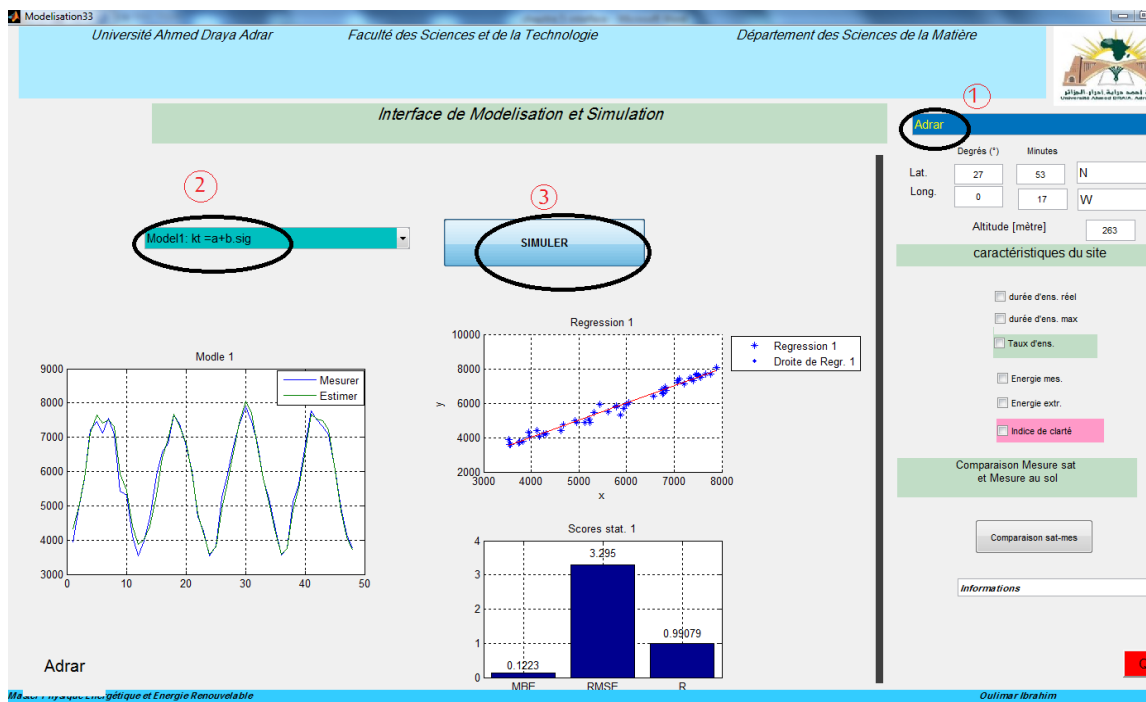 Modelisation33
Université Ahmed Draya Adrar Faculté des Sciences et de la Technologie Département des Sciences de la Matière
Interface de Modelisation et Simulation
1
Adrar
Degrés (°) Minutes
Lat. 27 53 N
Long. 0 17 W
Altitude [mètre] 263
caractéristiques du site
durée d'ens. réel
durée d'ens. max
Taux d'ens.
Energie mes.
Energie extr.
Indice de clarté
Comparaison Mesure sat
et Mesure au sol
Comparaison sat-mes
Informations
2
Model1: kt =a+b.sig
3
SIMULER
Modle 1
9000
8000
7000
6000
5000
4000
3000
0 10 20 30 40 50
Mesurer
Estimer
Regression 1
10000
8000
6000
4000
2000
y
3000 4000 5000 6000 7000 8000
x
Regression 1
Droite de Regr. 1
Scores stat. 1
4
3
2
1
0
0.1223
3.295
0.99079
MBE RMSE R
Adrar
Oulimar Ibrahim